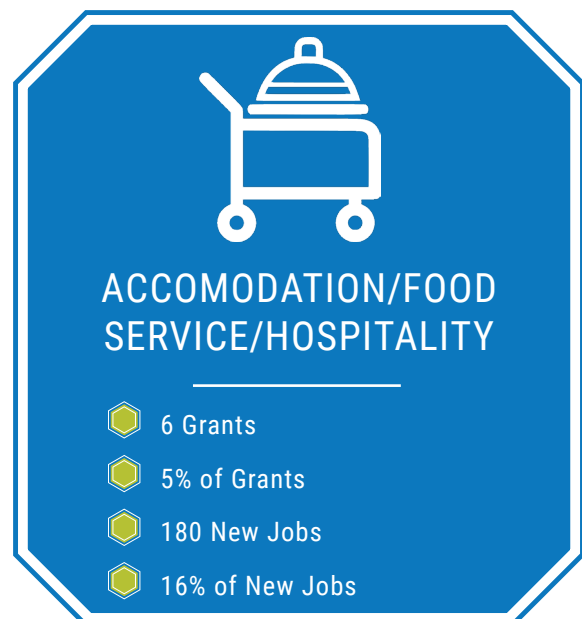 ACCOMODATION/FOOD
SERVICE/HOSPITALITY
6 Grants
5% of Grants
180 New Jobs
16% of New Jobs